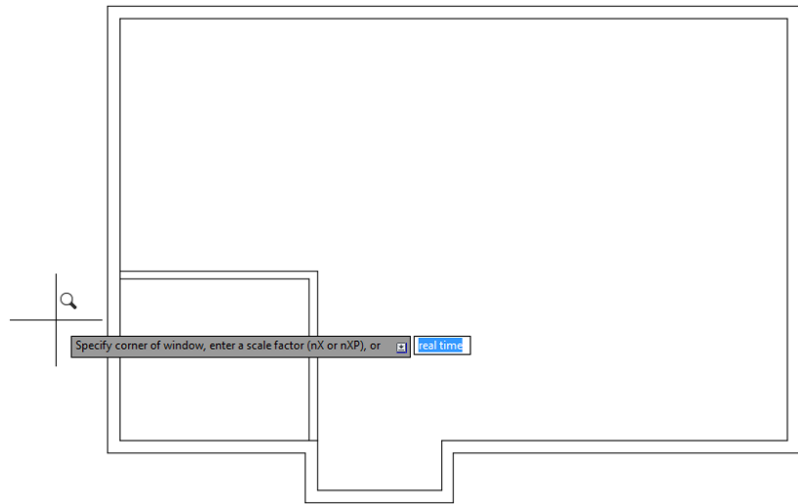 Specify corner of window, enter a scale factor (nX or nXP), or real time